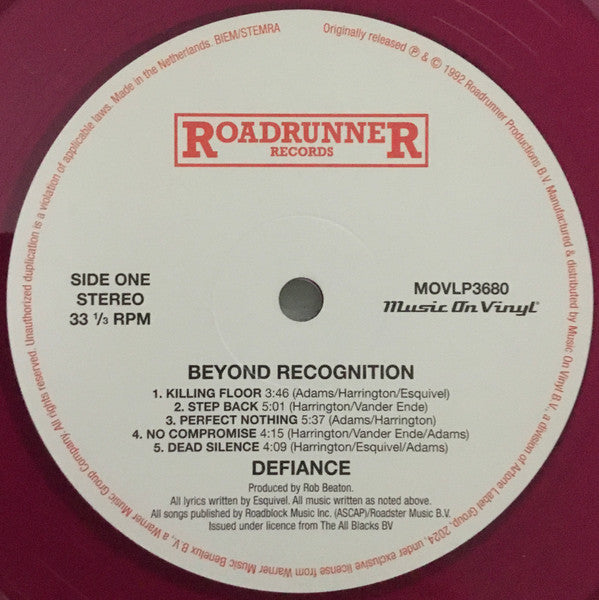 Originally released ℗ & © 1992 Roadrunner Productions B.V. Manufactured & distributed by Music On Vinyl B.V., a division of Artone Label Group, 2024, under exclusive license from Warner Music Benelux B.V., a Warner Music Group Company. All rights reserved. Unauthorized duplication is a violation of applicable laws. Made in the Netherlands. BIEM/STEMRA
ROADRUNNER
RECORDS
SIDE ONE
STEREO
33 ⅓ RPM
MOVLP3680
Music On Vinyl®
BEYOND RECOGNITION
1. KILLING FLOOR 3:46 (Adams/Harrington/Esquivel)
2. STEP BACK 5:01 (Harrington/Vander Ende)
3. PERFECT NOTHING 5:37 (Adams/Harrington)
4. NO COMPROMISE 4:15 (Harrington/Vander Ende/Adams)
5. DEAD SILENCE 4:09 (Harrington/Esquivel/Adams)
DEFIANCE
Produced by Rob Beaton.
All lyrics written by Esquivel. All music written as noted above.
All songs published by Roadblock Music Inc. (ASCAP)/Roadster Music B.V.
Issued under licence from The All Blacks BV